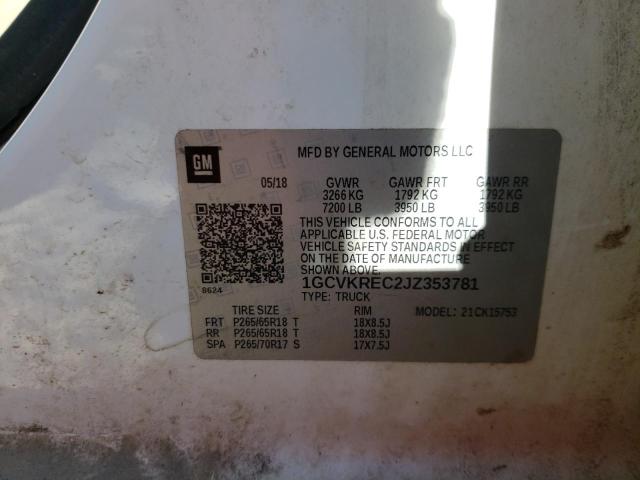 GM
MFD BY GENERAL MOTORS LLC
05/18 GVWR GAWR FRT GAWR RR
3266 KG 1792 KG 1792 KG
7200 LB 3950 LB 3950 LB
THIS VEHICLE CONFORMS TO ALL
APPLICABLE U.S. FEDERAL MOTOR
VEHICLE SAFETY STANDARDS IN EFFECT
ON THE DATE OF MANUFACTURE
SHOWN ABOVE
8624
1GCVKREC2JZ353781
TYPE: TRUCK
TIRE SIZE RIM MODEL: 21CK15753
FRT P265/65R18 T 18X8.5J
RR P265/65R18 T 18X8.5J
SPA P265/70R17 S 17X7.5J